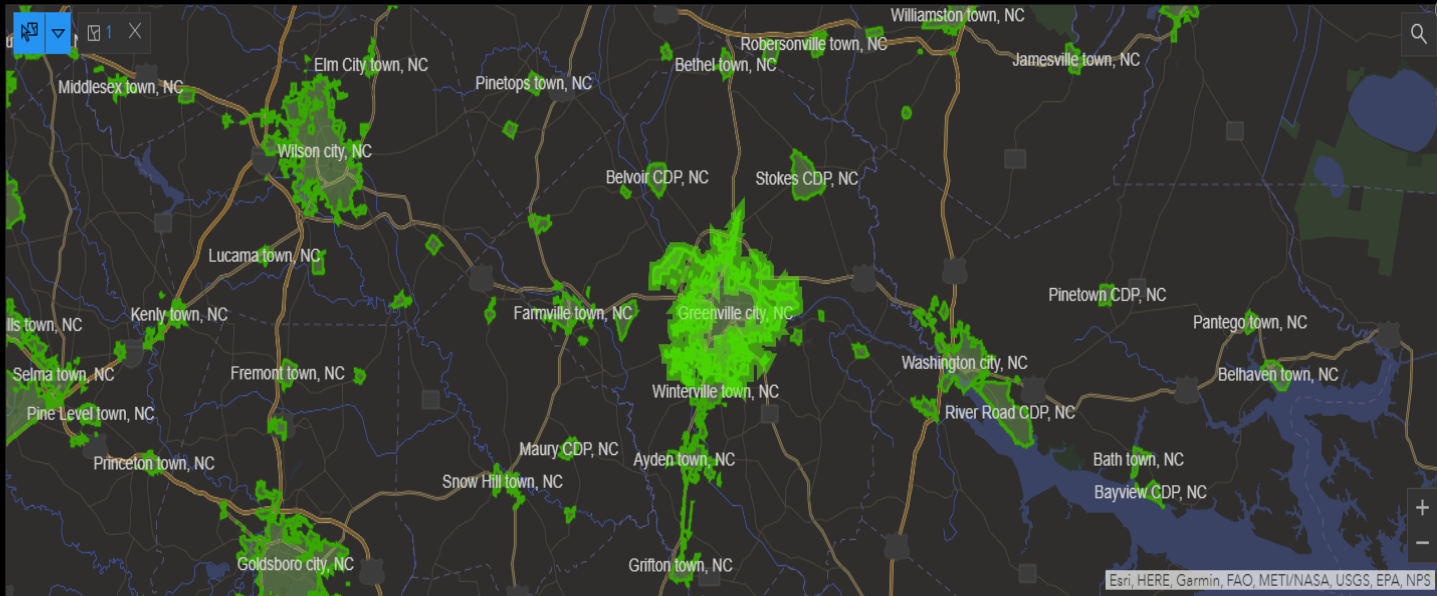 Williamston town, NC
1
Robersonville town, NC
Elm City town, NC
Bethel town, NC
Jamesville town, NC
Middlesex town, NC
Pinetops town, NC
Wilson city, NC
Belvoir CDP, NC
Stokes CDP, NC
Lucama town, NC
Pinetown CDP, NC
Kenly town, NC
Farmville town, NC
Greenville city, NC
lls town, NC
Pantego town, NC
Washington city, NC
Selma town, NC
Fremont town, NC
Belhaven town, NC
Winterville town, NC
Pine Level town, NC
River Road CDP, NC
Maury CDP, NC
Princeton town, NC
Ayden town, NC
Bath town, NC
Snow Hill town, NC
Bayview CDP, NC
Goldsboro city, NC
Grifton town, NC
Esri, HERE, Garmin, FAO, METI/NASA, USGS, EPA, NPS